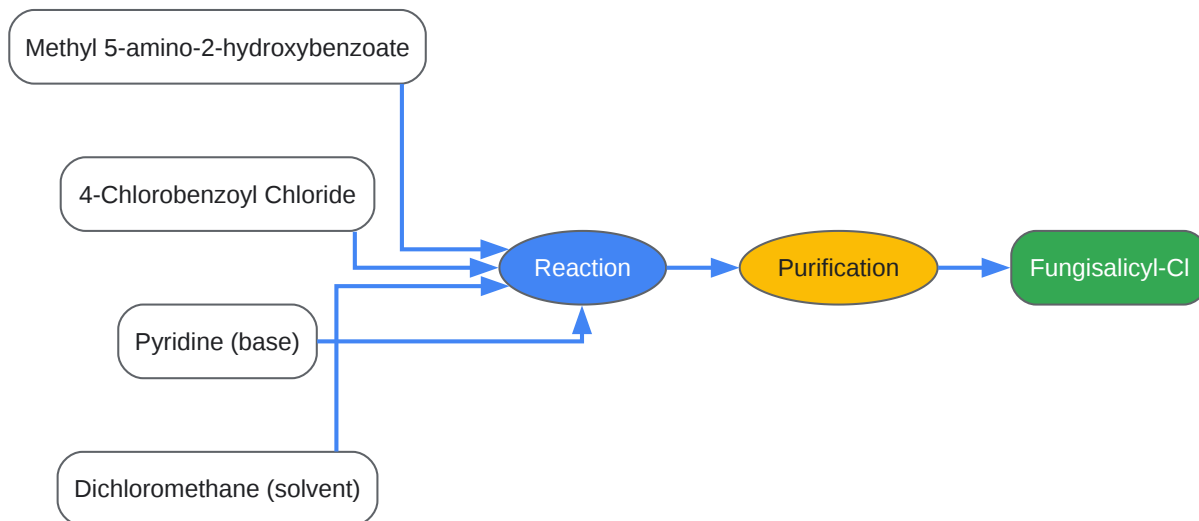 Methyl 5-amino-2-hydroxybenzoate
4-Chlorobenzoyl Chloride
Reaction
Purification
Fungisalicyl-Cl
Pyridine (base)
Dichloromethane (solvent)